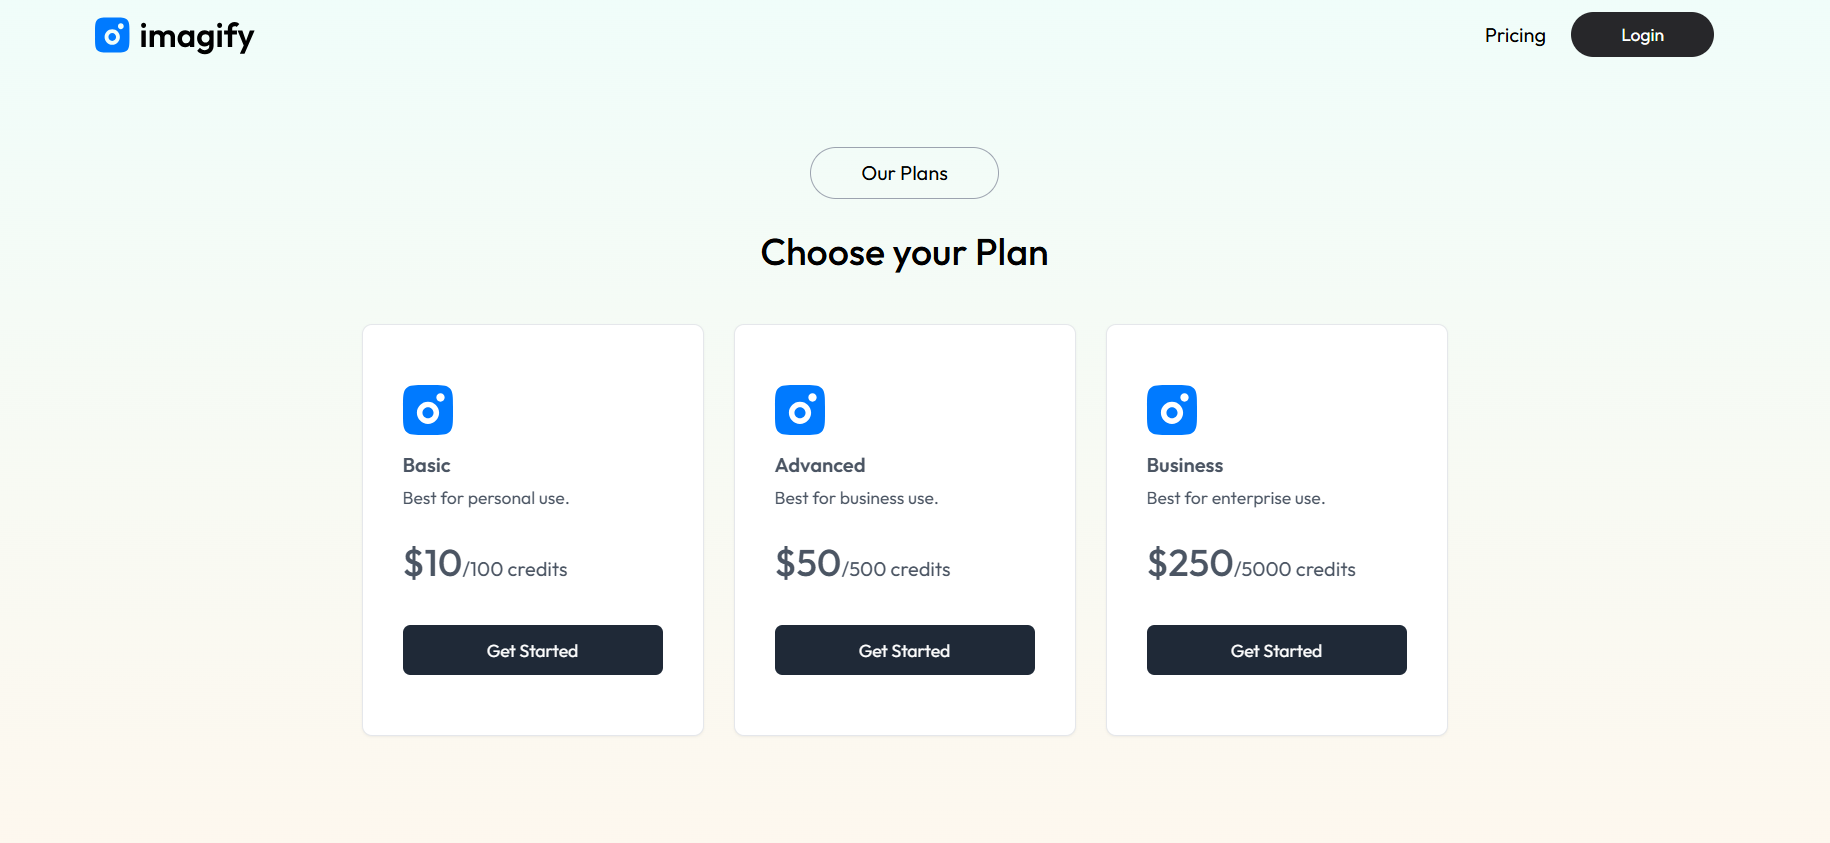 imagify
Pricing
Login
Our Plans
Choose your Plan
Basic
Best for personal use.
$10/100 credits
Get Started
Advanced
Best for business use.
$50/500 credits
Get Started
Business
Best for enterprise use.
$250/5000 credits
Get Started